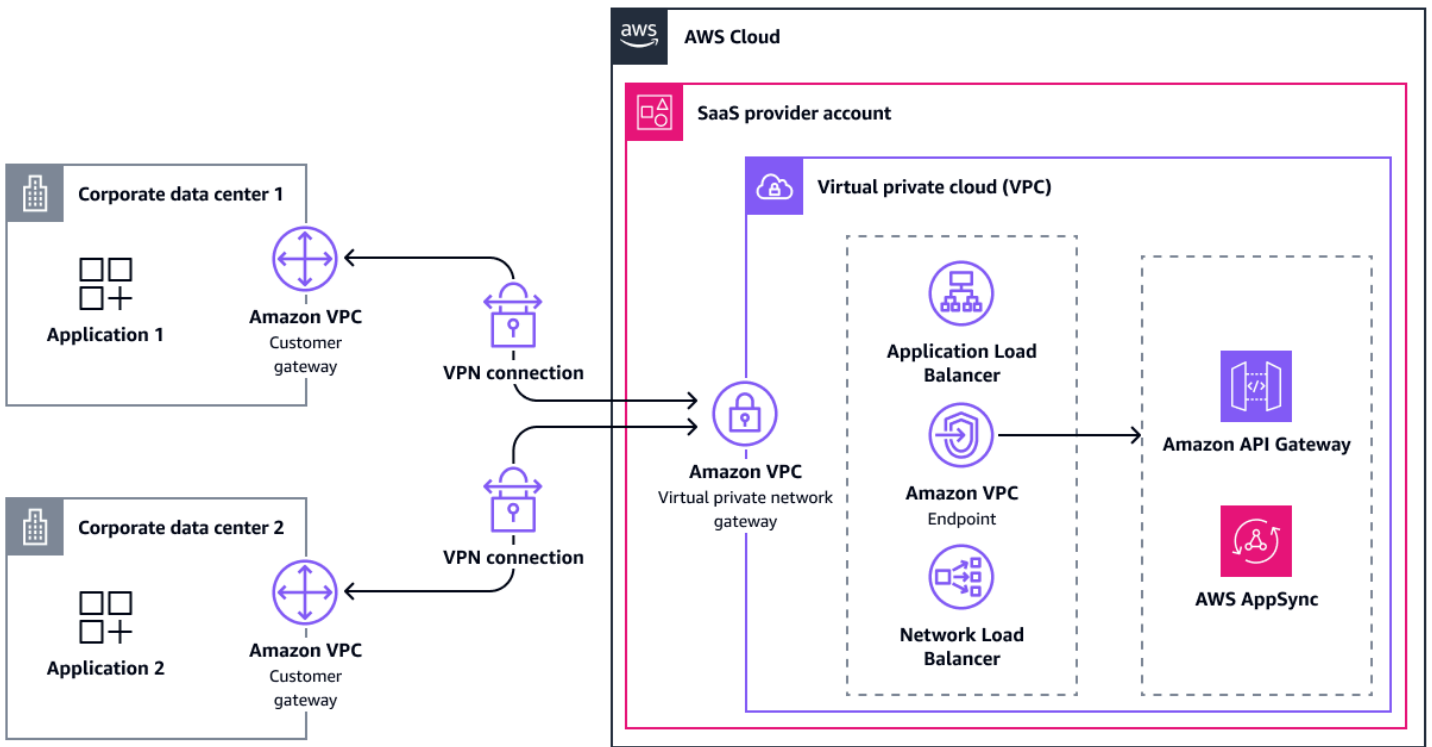 aws
AWS Cloud
SaaS provider account
Virtual private cloud (VPC)
Corporate data center 1
Application 1
Amazon VPC
Customer
gateway
VPN connection
Corporate data center 2
Application 2
Amazon VPC
Customer
gateway
VPN connection
Amazon VPC
Virtual private network
gateway
Application Load
Balancer
Amazon VPC
Endpoint
Network Load
Balancer
</>
Amazon API Gateway
AWS AppSync